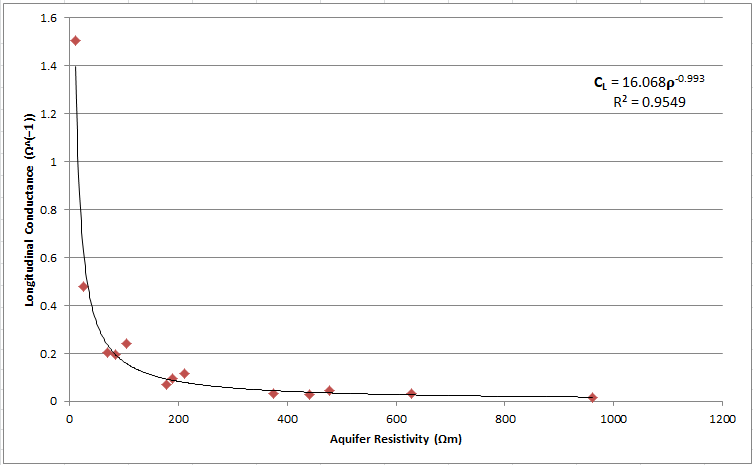 1.6
1.4
1.2
1
0.8
0.6
0.4
0.2
0
0 200 400 600 800 1000 1200
Longitudinal Conductance (Ω^(−1))
Aquifer Resistivity (Ωm)
C_L = 16.068ρ^-0.993
R² = 0.9549